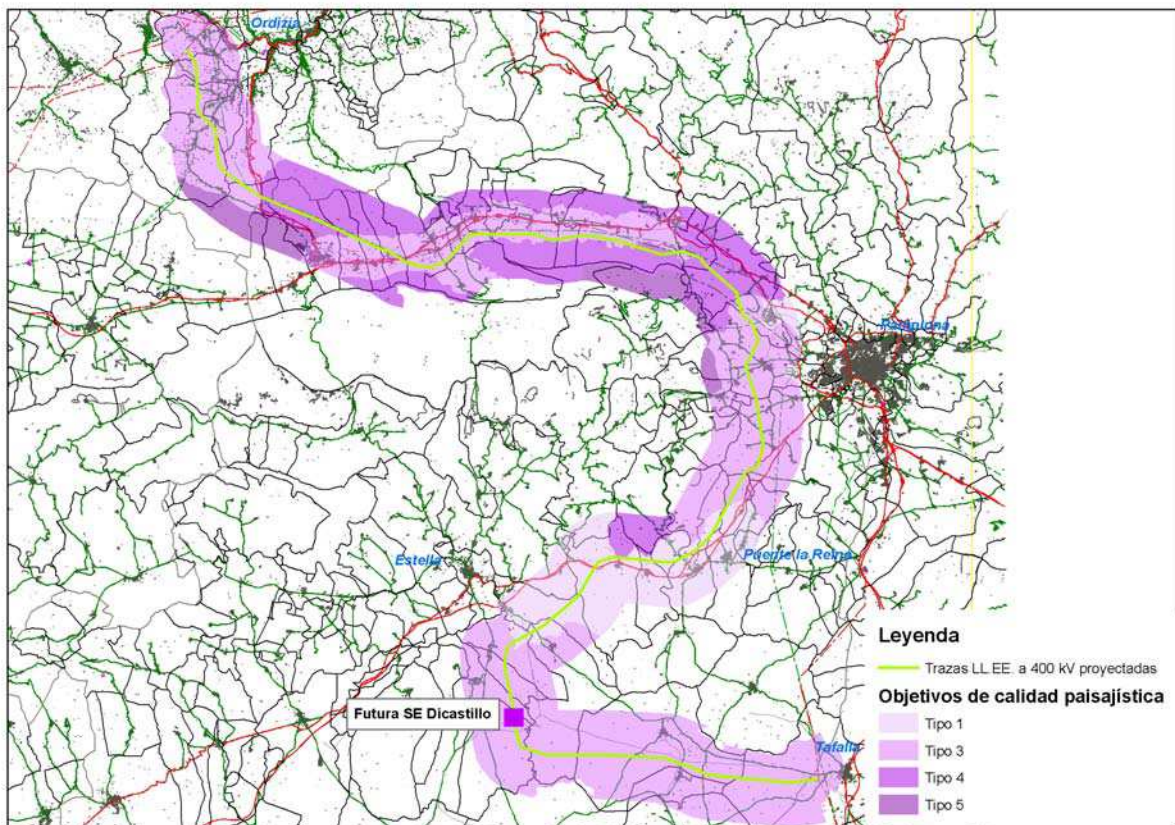 Ordizia
Pamplona
Estella
Puente la Reina
Futura SE Dicastillo
Tafalla
Leyenda
Trazas LL.EE. a 400 kV proyectadas
Objetivos de calidad paisajística
Tipo 1
Tipo 3
Tipo 4
Tipo 5